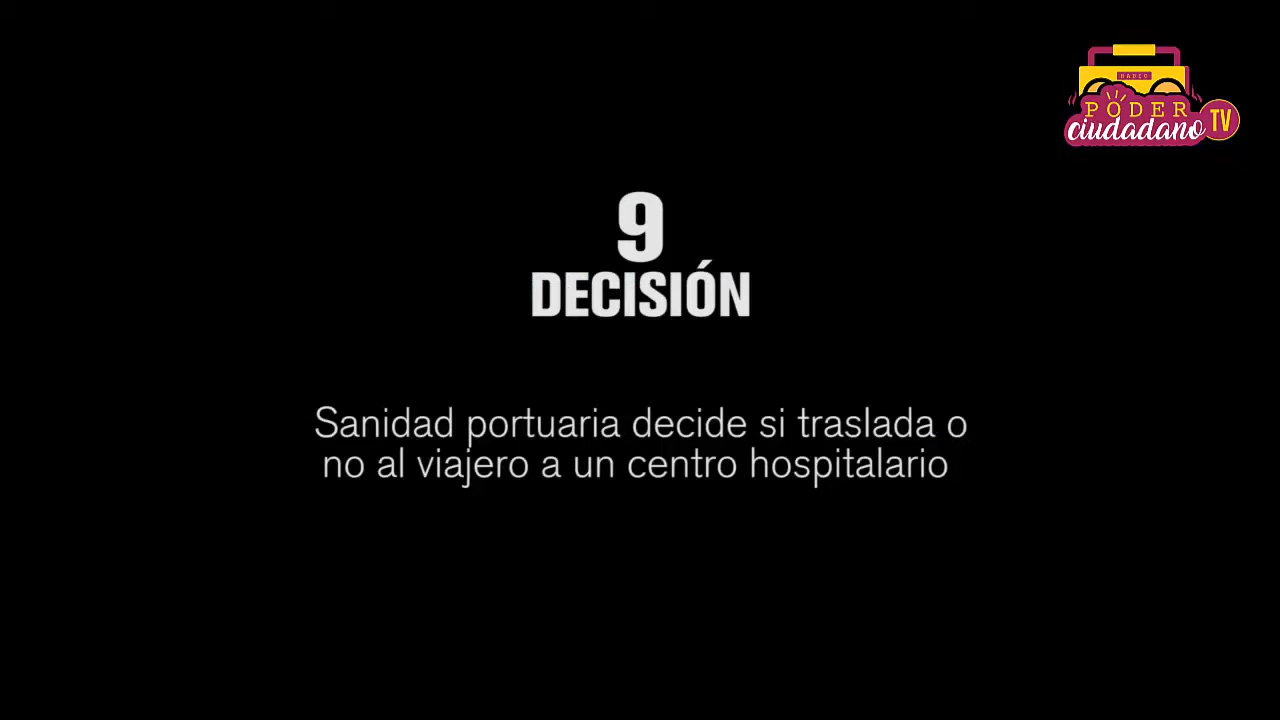 RADIO
PODER
ciudadano
TV
9
DECISIÓN
Sanidad portuaria decide si traslada o
no al viajero a un centro hospitalario